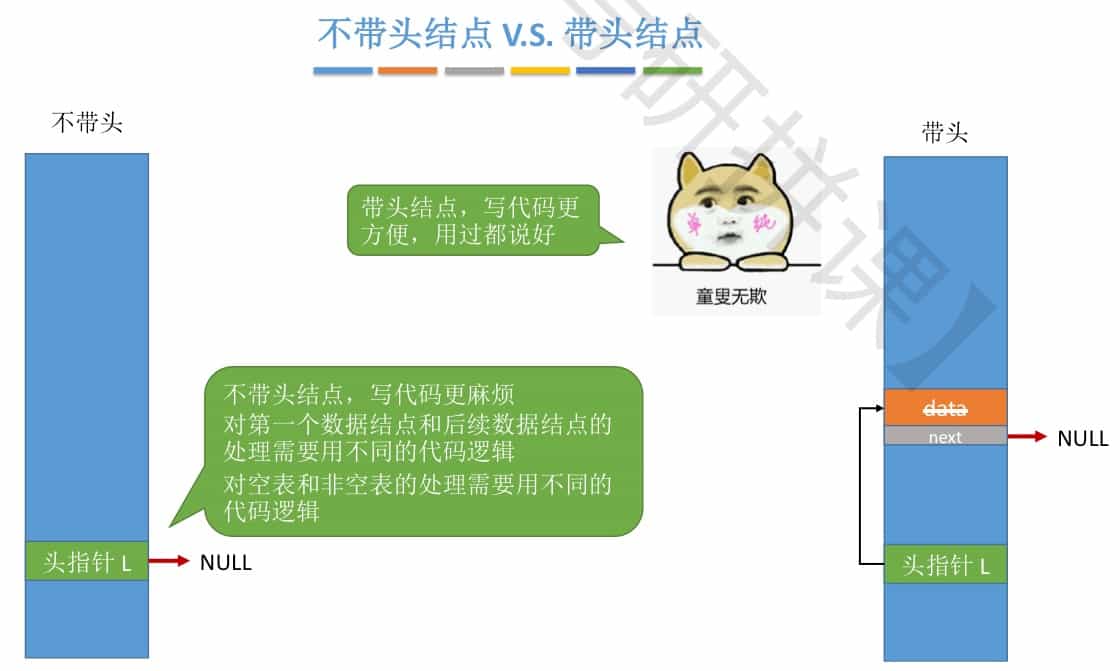 不带头结点 V.S. 带头结点
不带头
带头
带头结点，写代码更
方便，用过都说好
单 纯
童叟无欺
不带头结点，写代码更麻烦
对第一个数据结点和后续数据结点的
处理需要用不同的代码逻辑
对空表和非空表的处理需要用不同的
代码逻辑
头指针 L
NULL
data
next
NULL
头指针 L
研拼课】